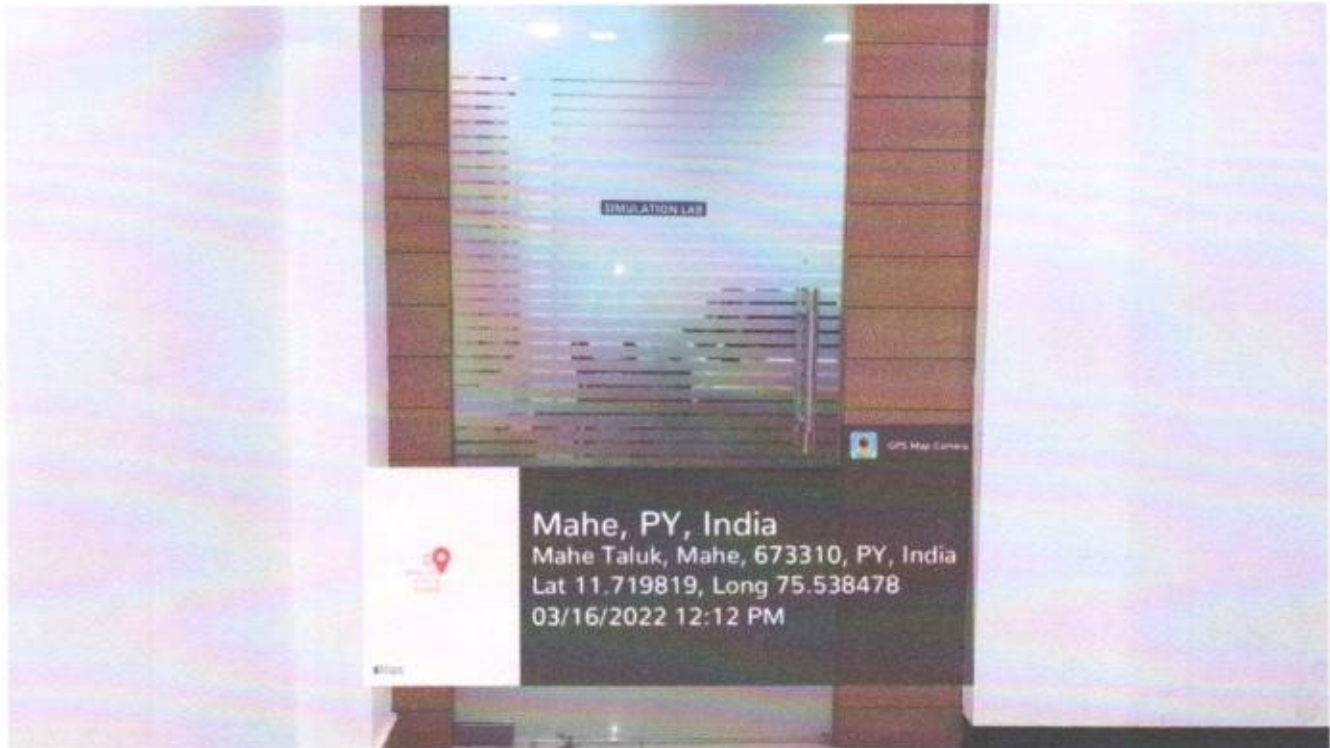 SIMULATION LAB
GPS Map Camera
Mahe, PY, India
Mahe Taluk, Mahe, 673310, PY, India
Lat 11.719819, Long 75.538478
03/16/2022 12:12 PM